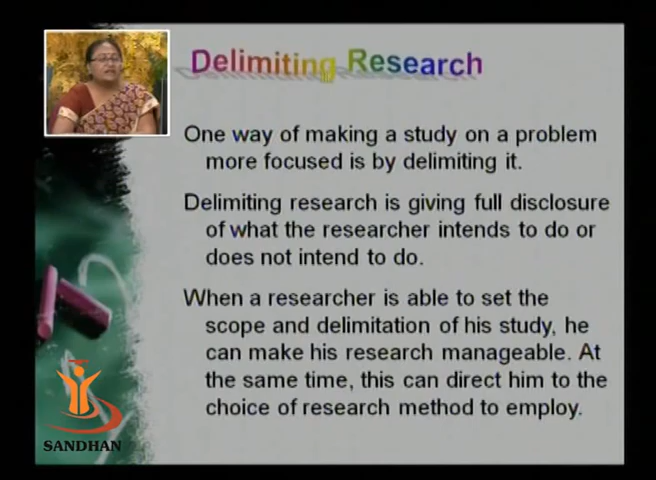 Delimiting Research
One way of making a study on a problem
more focused is by delimiting it.
Delimiting research is giving full disclosure
of what the researcher intends to do or
does not intend to do.
When a researcher is able to set the
scope and delimitation of his study, he
can make his research manageable. At
the same time, this can direct him to the
choice of research method to employ.
SANDHAN